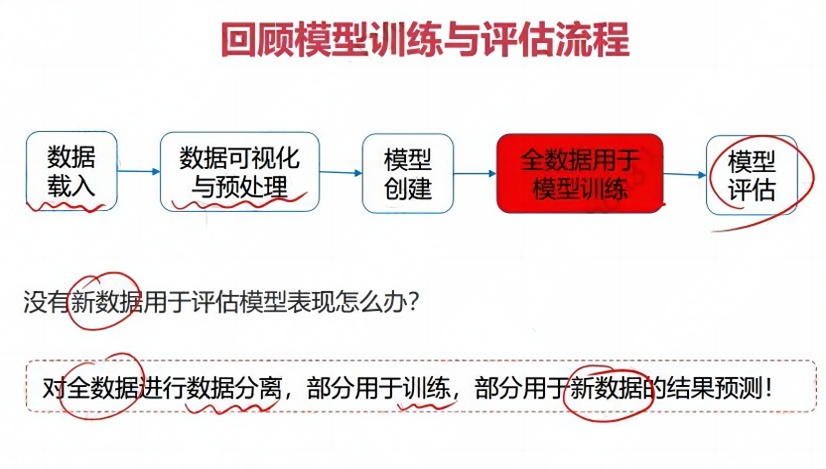 回顾模型训练与评估流程
数据
载入
数据可视化
与预处理
模型
创建
全数据用于
模型训练
模型
评估
没有新数据用于评估模型表现怎么办？
对全数据进行数据分离，部分用于训练，部分用于新数据的结果预测！